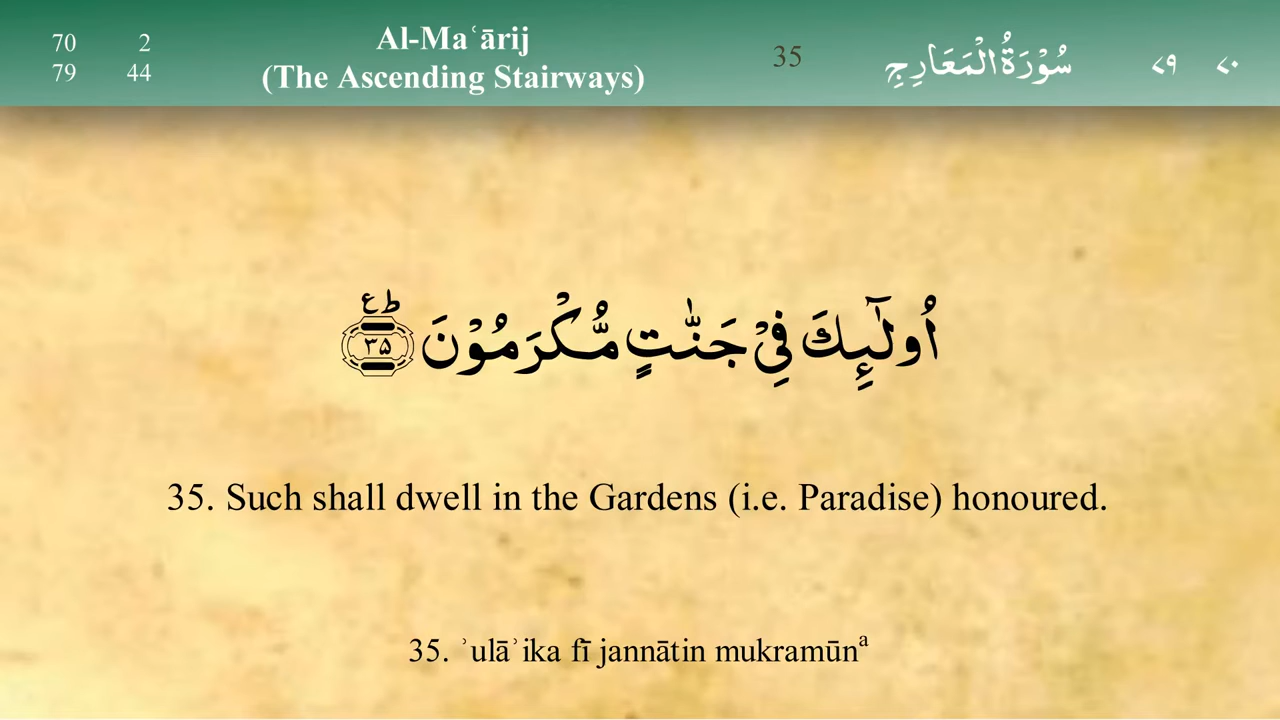 70 2 Al-Maʿārij
79 44 (The Ascending Stairways) 35 سُوْرَةُ الْمَعَارِجِ ٧٩ ٧٠
اُولٰٓئِكَ فِىْ جَنّٰتٍ مُّكْرَمُوْنَ ؕع ٣٥
35. Such shall dwell in the Gardens (i.e. Paradise) honoured.
35. ʾulāʾika fī jannātin mukramūnᵃ